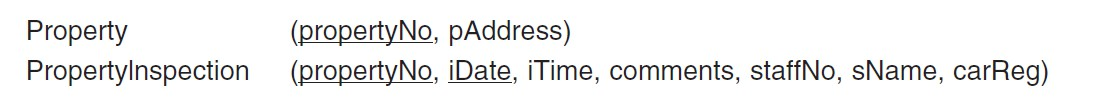 Property (propertyNo, pAddress)
PropertyInspection (propertyNo, iDate, iTime, comments, staffNo, sName, carReg)